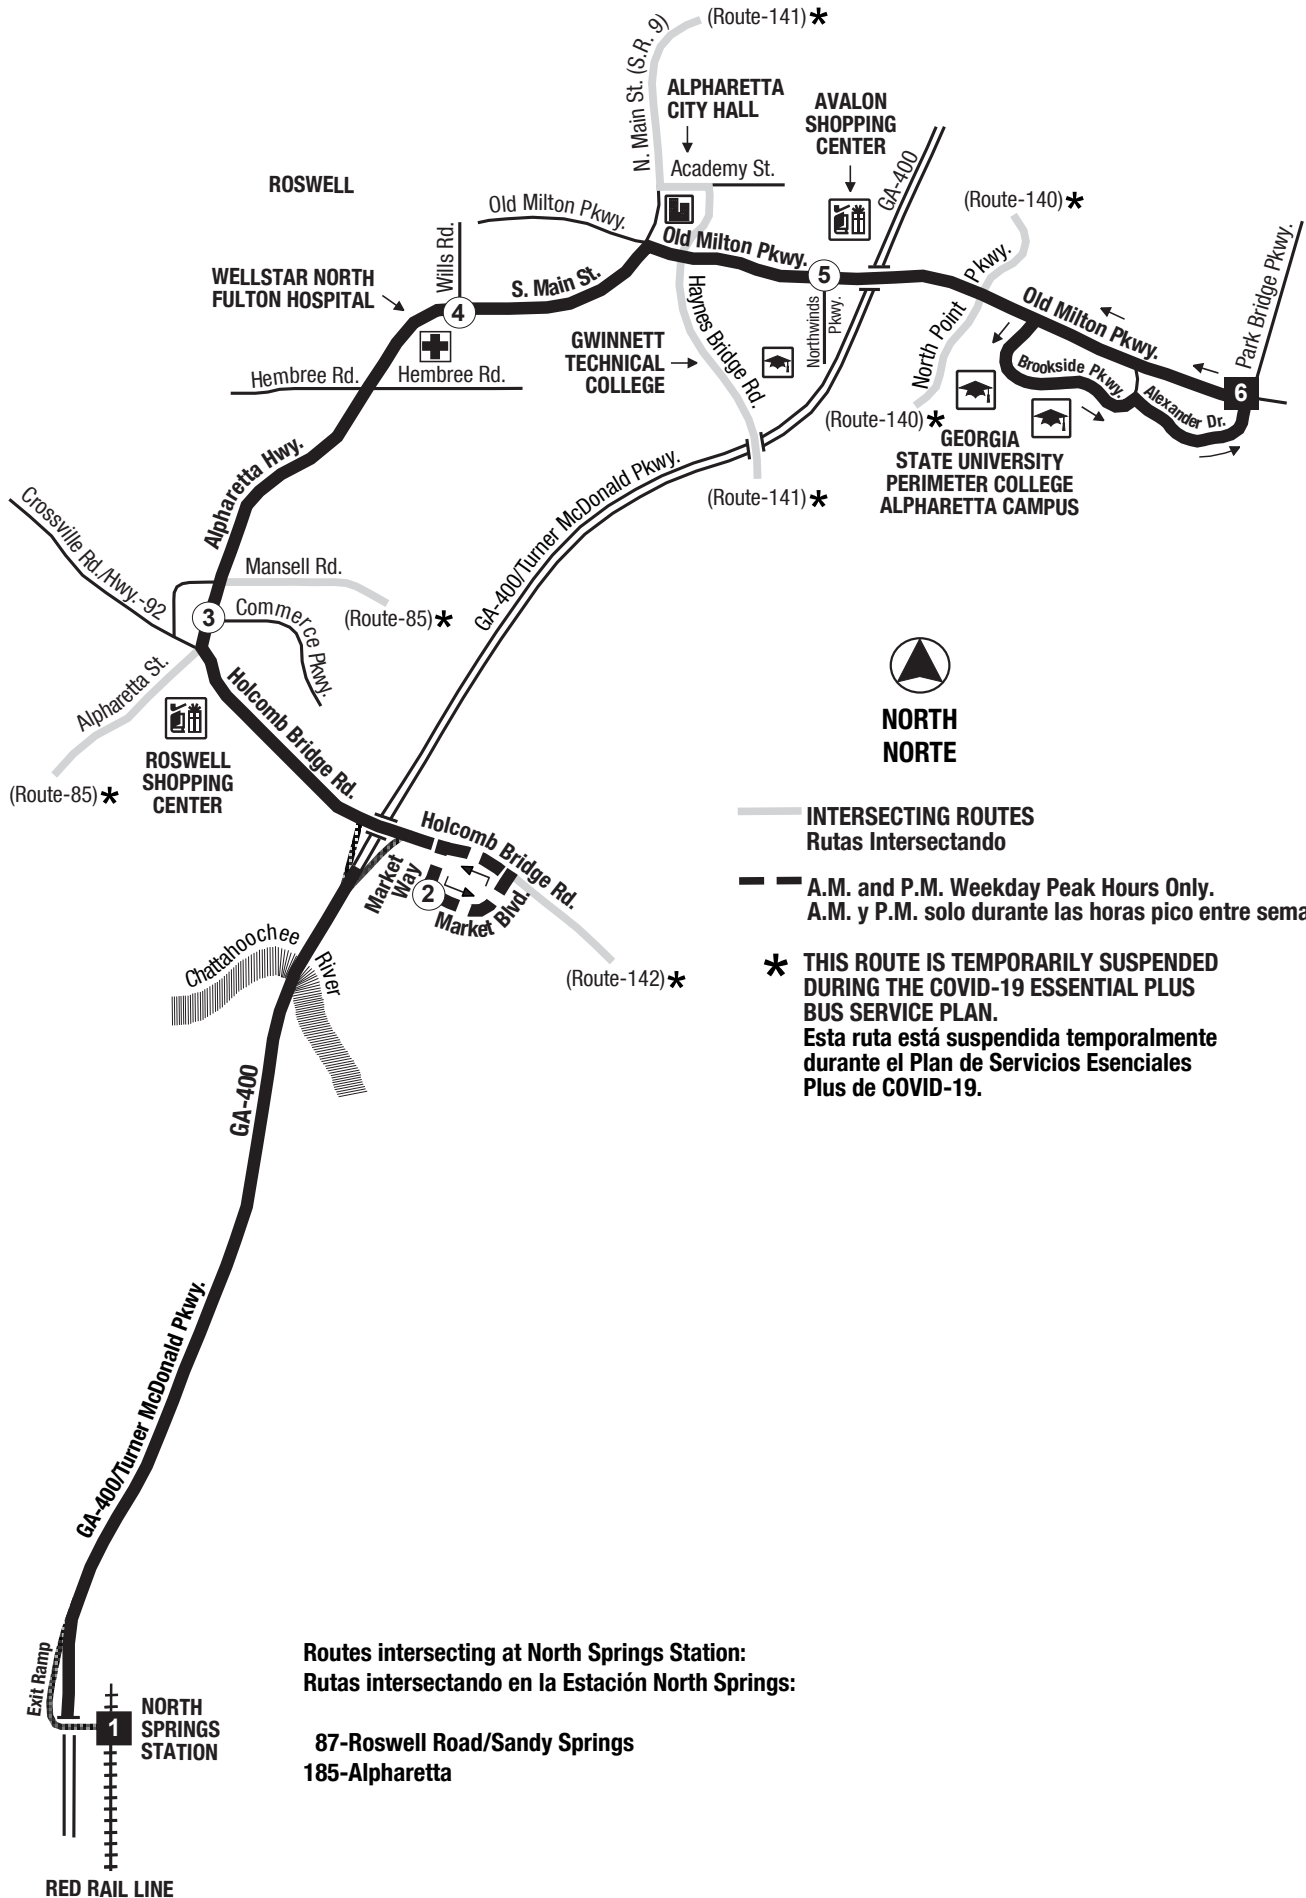 (Route-141)*
N. Main St. (S.R. 9)
ALPHARETTA
CITY HALL
AVALON
SHOPPING
CENTER
Academy St.
GA-400
ROSWELL
Old Milton Pkwy.
(Route-140)*
Old Milton Pkwy.
Wills Rd.
WELLSTAR NORTH
FULTON HOSPITAL
S. Main St.
5
4
Haynes Bridge Rd.
Northwinds
Pkwy.
North Point Pkwy.
Old Milton Pkwy.
Park Bridge Pkwy.
GWINNETT
TECHNICAL
COLLEGE
Brookside Pkwy.
Alexander Dr.
6
Hembree Rd.
Hembree Rd.
(Route-140)*
GEORGIA
STATE UNIVERSITY
PERIMETER COLLEGE
ALPHARETTA CAMPUS
Alpharetta Hwy.
GA-400/Turner McDonald Pkwy.
(Route-141)*
Crossville Rd./Hwy.-92
Mansell Rd.
3
Commerce Pkwy.
(Route-85)*
Alpharetta St.
Holcomb Bridge Rd.
ROSWELL
SHOPPING
CENTER
(Route-85)*
NORTH
NORTE
INTERSECTING ROUTES
Rutas Intersectando
Holcomb Bridge Rd.
Market
Way
2
Market Blvd.
A.M. and P.M. Weekday Peak Hours Only.
A.M. y P.M. solo durante las horas pico entre sema
Chattahoochee
River
(Route-142)*
* THIS ROUTE IS TEMPORARILY SUSPENDED
DURING THE COVID-19 ESSENTIAL PLUS
BUS SERVICE PLAN.
Esta ruta está suspendida temporalmente
durante el Plan de Servicios Esenciales
Plus de COVID-19.
GA-400
GA-400/Turner McDonald Pkwy.
Exit Ramp
1
NORTH
SPRINGS
STATION
Routes intersecting at North Springs Station:
Rutas intersectando en la Estación North Springs:
87-Roswell Road/Sandy Springs
185-Alpharetta
RED RAIL LINE